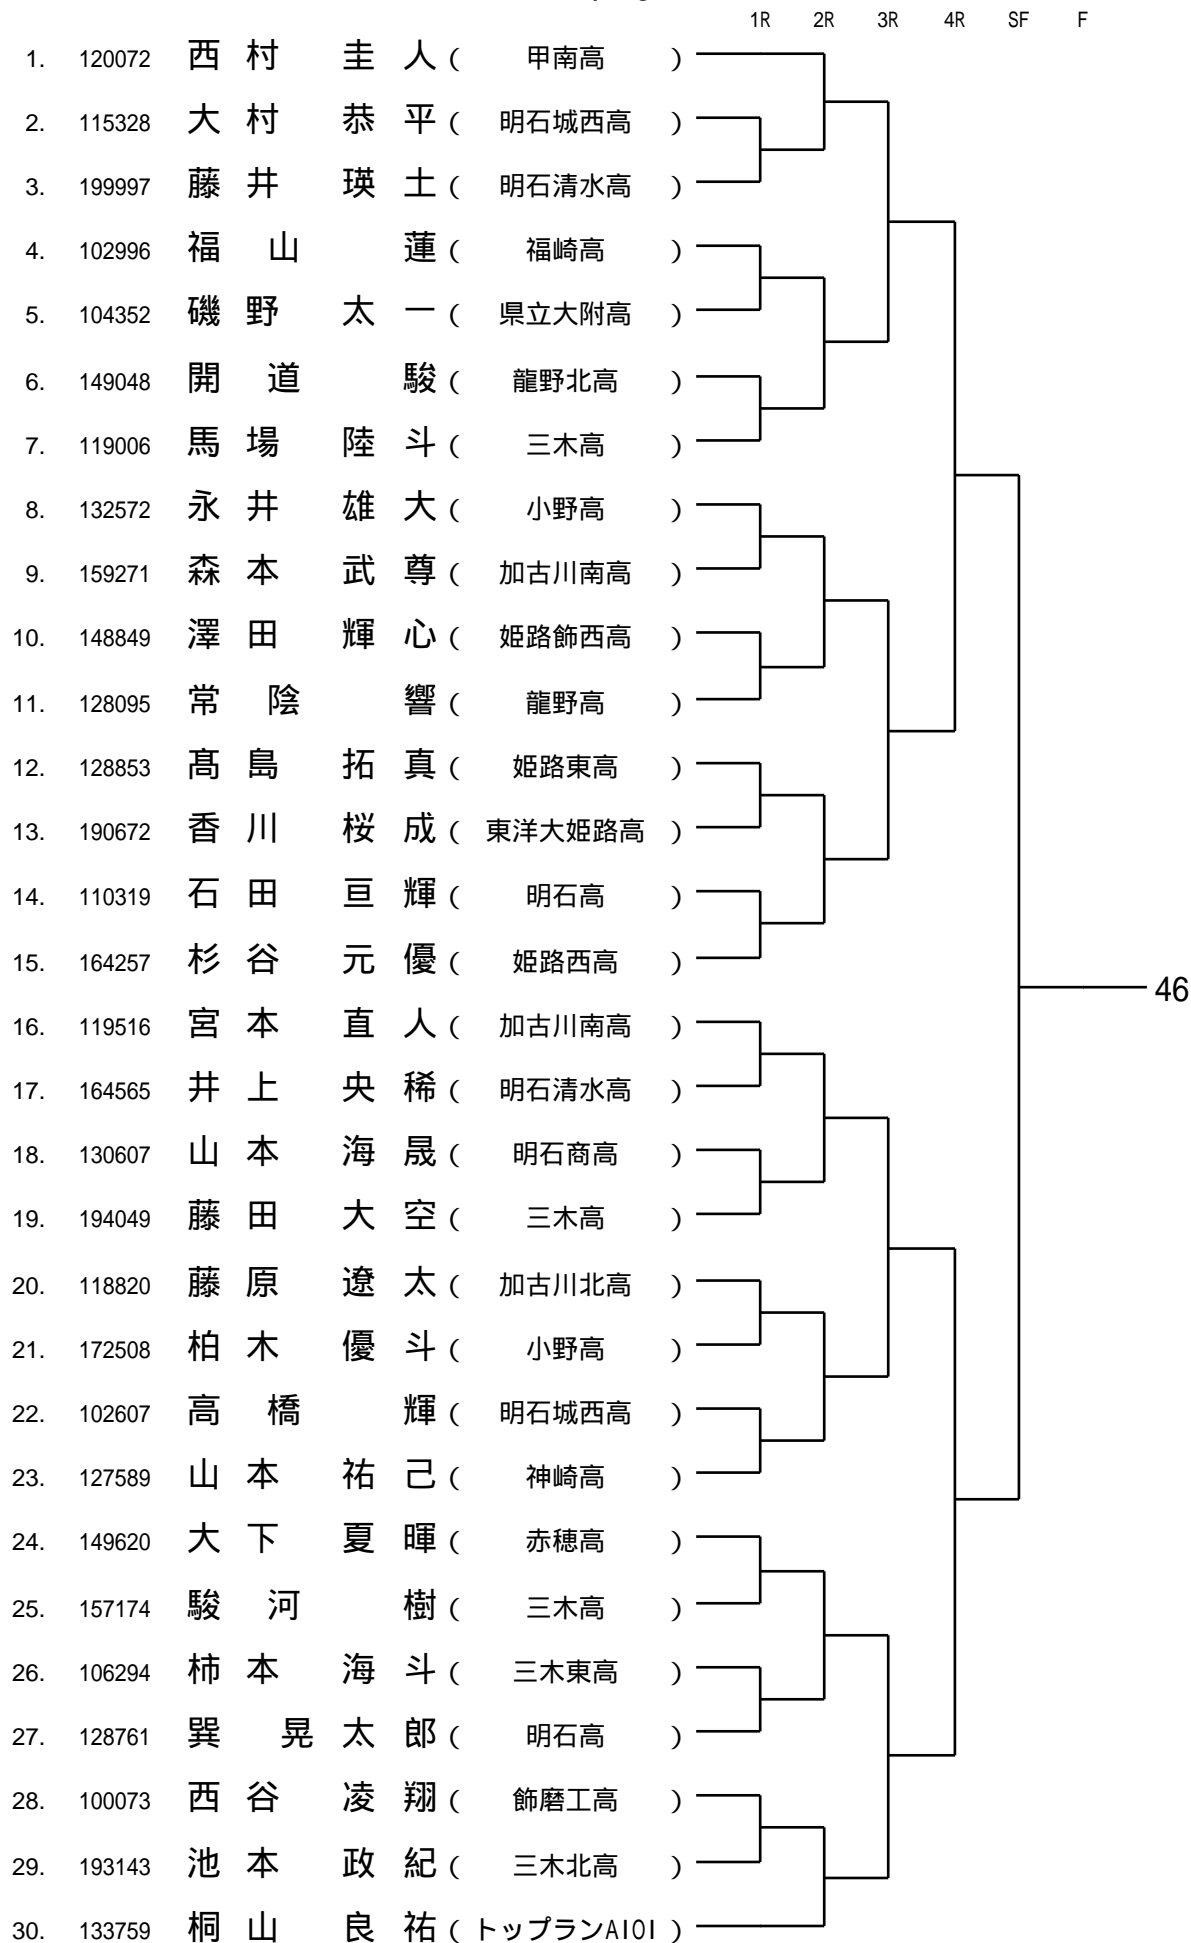 1R 2R 3R 4R SF F
1. 120072 西村 圭人 ( 甲南高 )
2. 115328 大村 恭平 ( 明石城西高 )
3. 199997 藤井 瑛土 ( 明石清水高 )
4. 102996 福山 蓮 ( 福崎高 )
5. 104352 磯野 太一 ( 県立大附高 )
6. 149048 開道 駿 ( 龍野北高 )
7. 119006 馬場 陸斗 ( 三木高 )
8. 132572 永井 雄大 ( 小野高 )
9. 159271 森本 武尊 ( 加古川南高 )
10. 148849 澤田 輝心 ( 姫路飾西高 )
11. 128095 常陰 響 ( 龍野高 )
12. 128853 髙島 拓真 ( 姫路東高 )
13. 190672 香川 桜成 ( 東洋大姫路高 )
14. 110319 石田 亘輝 ( 明石高 )
15. 164257 杉谷 元優 ( 姫路西高 )
46
16. 119516 宮本 直人 ( 加古川南高 )
17. 164565 井上 央稀 ( 明石清水高 )
18. 130607 山本 海晟 ( 明石商高 )
19. 194049 藤田 大空 ( 三木高 )
20. 118820 藤原 遼太 ( 加古川北高 )
21. 172508 柏木 優斗 ( 小野高 )
22. 102607 高橋 輝 ( 明石城西高 )
23. 127589 山本 祐己 ( 神崎高 )
24. 149620 大下 夏暉 ( 赤穂高 )
25. 157174 駿河 樹 ( 三木高 )
26. 106294 柿本 海斗 ( 三木東高 )
27. 128761 巽 晃太郎 ( 明石高 )
28. 100073 西谷 凌翔 ( 飾磨工高 )
29. 193143 池本 政紀 ( 三木北高 )
30. 133759 桐山 良祐 ( トップランAIOI )